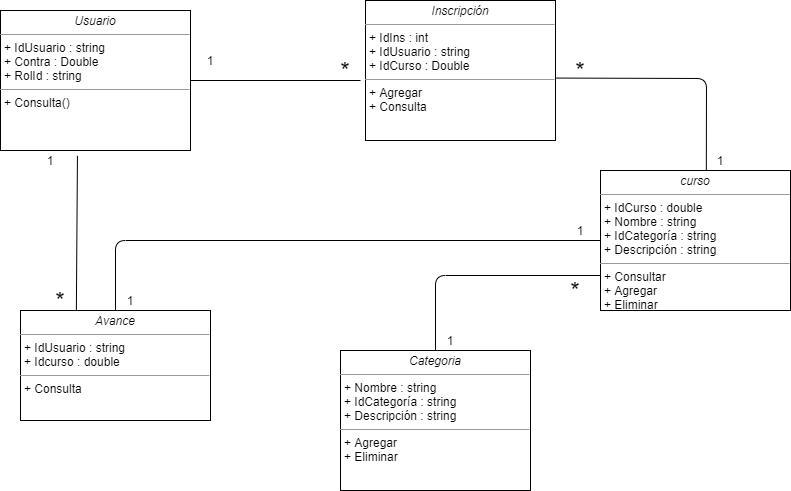 Usuario
+ IdUsuario : string
+ Contra : Double
+ RolId : string
+ Consulta()
Inscripción
+ IdIns : int
+ IdUsuario : string
+ IdCurso : Double
+ Agregar
+ Consulta
1
*
*
1
1
curso
+ IdCurso : double
+ Nombre : string
+ IdCategoría : string
+ Descripción : string
+ Consultar
+ Agregar
+ Eliminar
1
*
*
1
Avance
+ IdUsuario : string
+ Idcurso : double
+ Consulta
1
Categoria
+ Nombre : string
+ IdCategoría : string
+ Descripción : string
+ Agregar
+ Eliminar